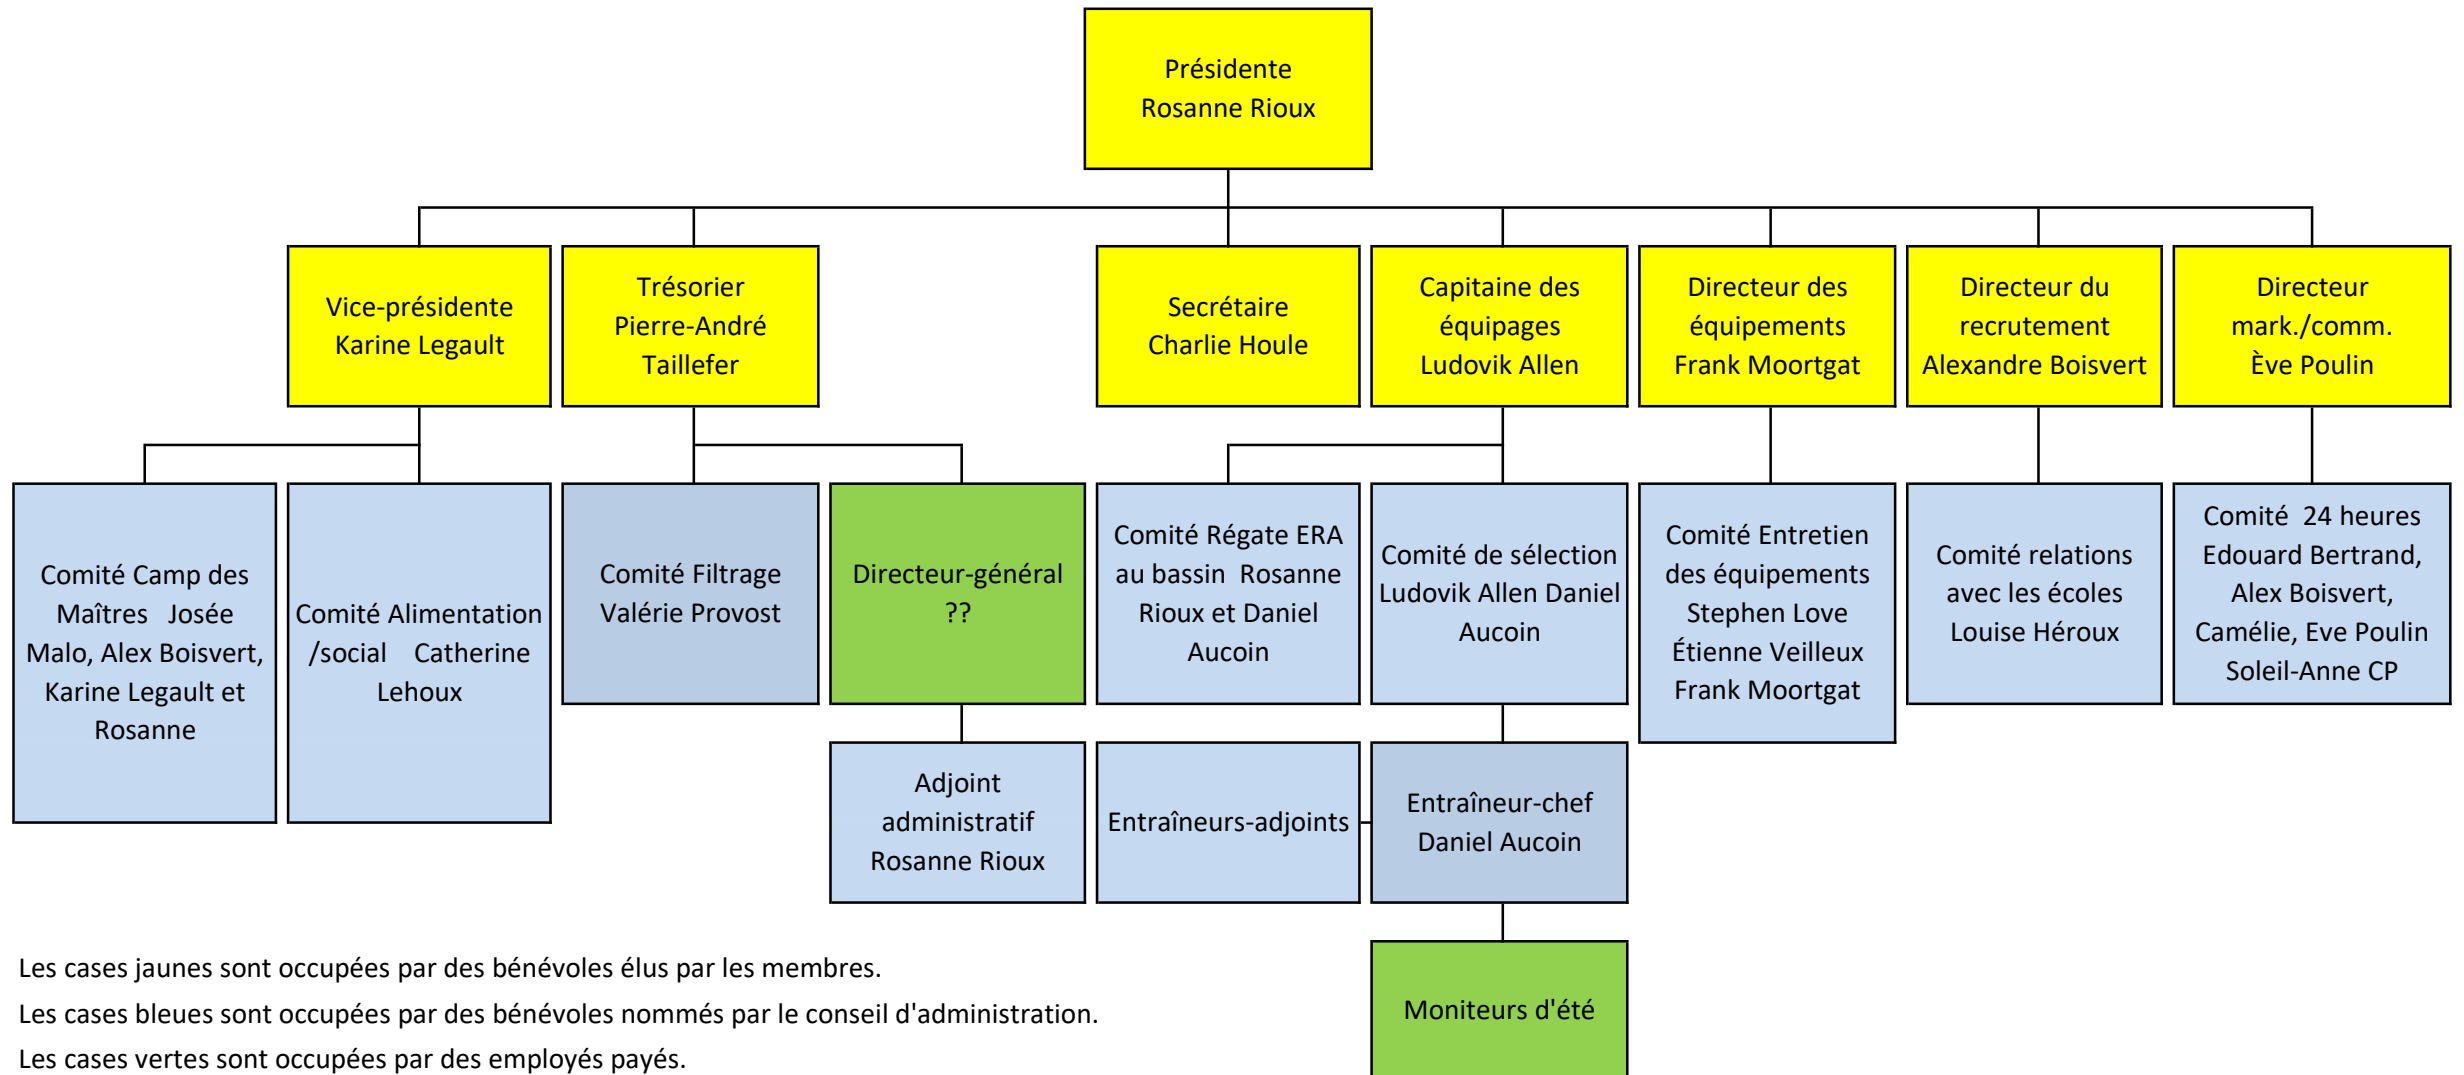 Présidente
Rosanne Rioux
Vice-présidente
Karine Legault
Trésorier
Pierre-André
Taillefer
Secrétaire
Charlie Houle
Capitaine des
équipages
Ludovik Allen
Directeur des
équipements
Frank Moortgat
Directeur du
recrutement
Alexandre Boisvert
Directeur
mark./comm.
Ève Poulin
Comité Camp des
Maîtres Josée
Malo, Alex Boisvert,
Karine Legault et
Rosanne
Comité Alimentation
/social Catherine
Lehoux
Comité Filtrage
Valérie Provost
Directeur-général
??
Comité Régate ERA
au bassin Rosanne
Rioux et Daniel
Aucoin
Comité de sélection
Ludovik Allen Daniel
Aucoin
Comité Entretien
des équipements
Stephen Love
Étienne Veilleux
Frank Moortgat
Comité relations
avec les écoles
Louise Héroux
Comité 24 heures
Edouard Bertrand,
Alex Boisvert,
Camélie, Eve Poulin
Soleil-Anne CP
Adjoint
administratif
Rosanne Rioux
Entraîneurs-adjoints
Entraîneur-chef
Daniel Aucoin
Moniteurs d'été
Les cases jaunes sont occupées par des bénévoles élus par les membres.
Les cases bleues sont occupées par des bénévoles nommés par le conseil d'administration.
Les cases vertes sont occupées par des employés payés.